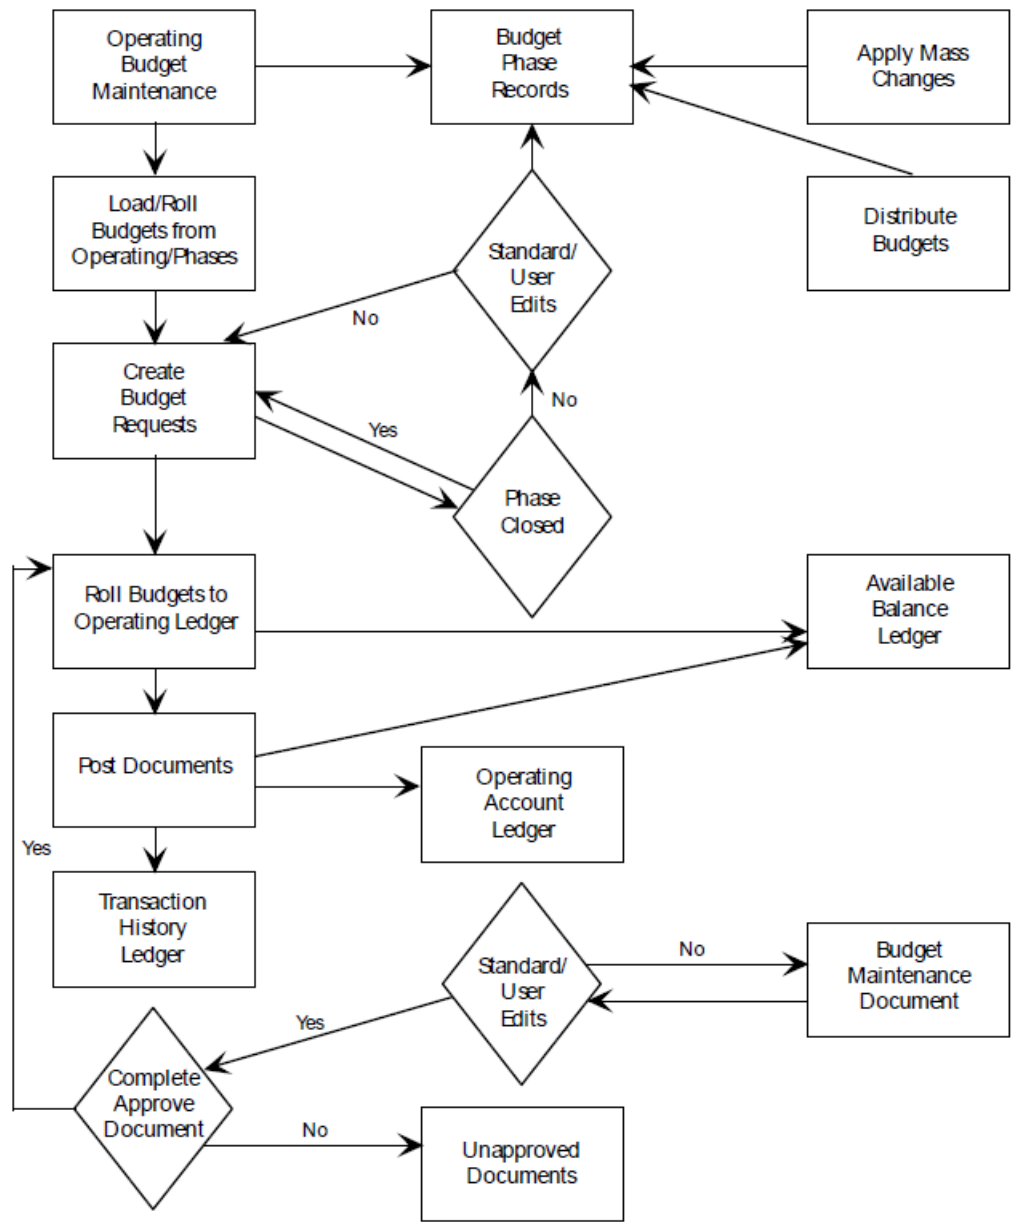 Operating
Budget
Maintenance
Budget
Phase
Records
Apply Mass
Changes
Load/Roll
Budgets from
Operating/Phases
Standard/
User
Edits
Distribute
Budgets
No
Create
Budget
Requests
No
Yes
Phase
Closed
Roll Budgets to
Operating Ledger
Available
Balance
Ledger
Post Documents
Operating
Account
Ledger
Yes
Transaction
History
Ledger
Standard/
User
Edits
No
Budget
Maintenance
Document
Yes
Complete
Approve
Document
No
Unapproved
Documents